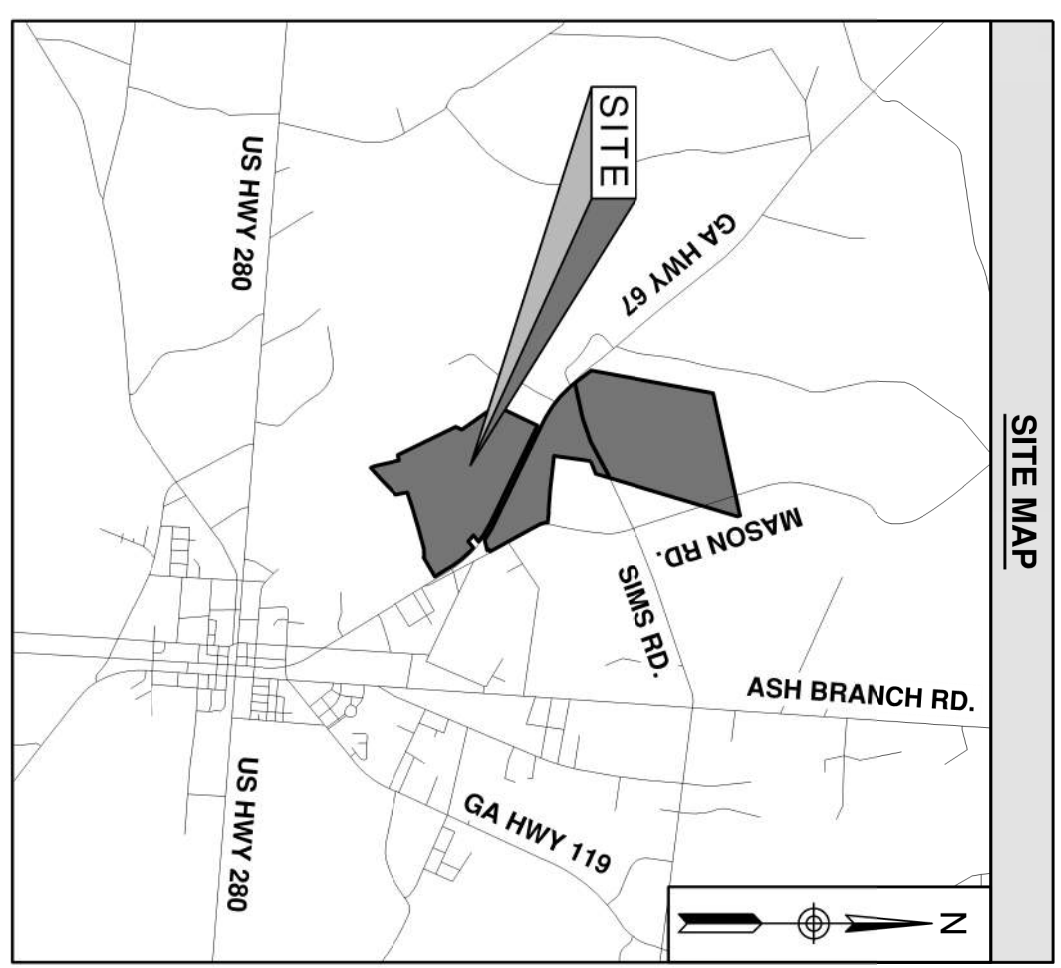 SITE MAP
SITE
GA HWY 67
US HWY 280
MASON RD.
SIMS RD.
ASH BRANCH RD.
GA HWY 119
US HWY 280
N